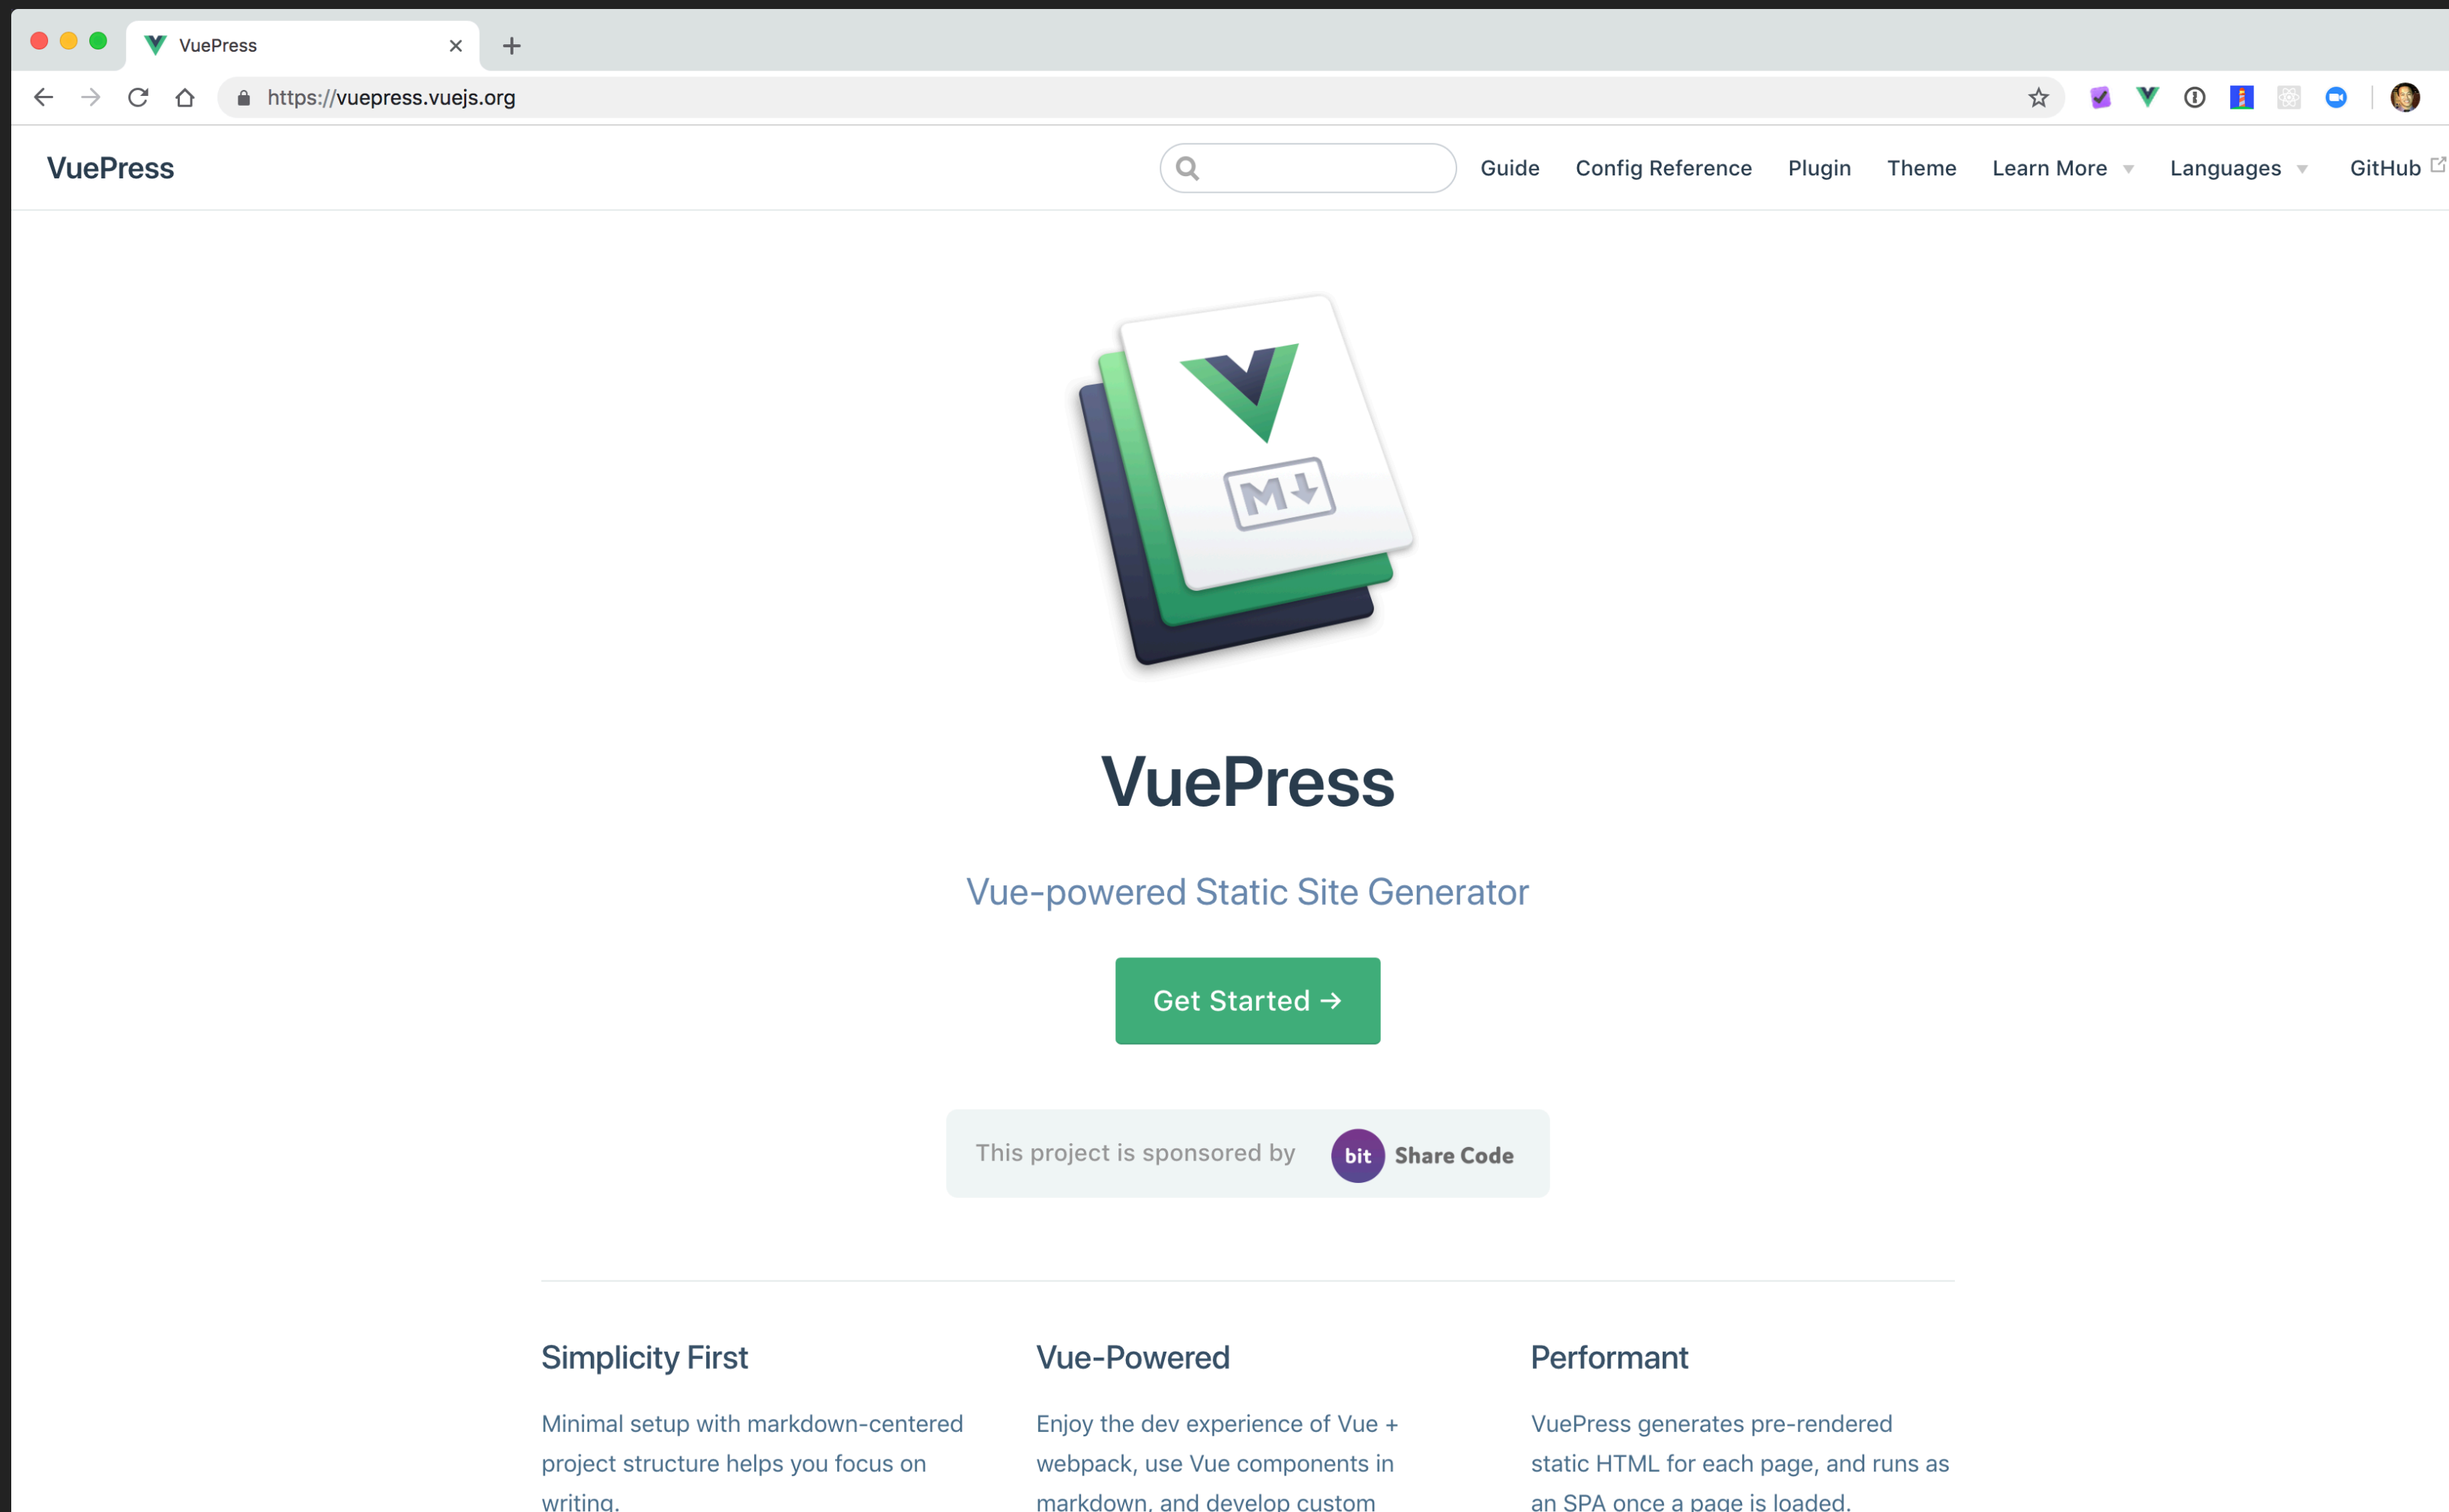 VuePress
https://vuepress.vuejs.org
VuePress
Guide
Config Reference
Plugin
Theme
Learn More
Languages
GitHub
M
VuePress
Vue-powered Static Site Generator
Get Started →
This project is sponsored by
bit Share Code
Simplicity First
Minimal setup with markdown-centered
project structure helps you focus on
writing.
Vue-Powered
Enjoy the dev experience of Vue +
webpack, use Vue components in
markdown, and develop custom
Performant
VuePress generates pre-rendered
static HTML for each page, and runs as
an SPA once a page is loaded.